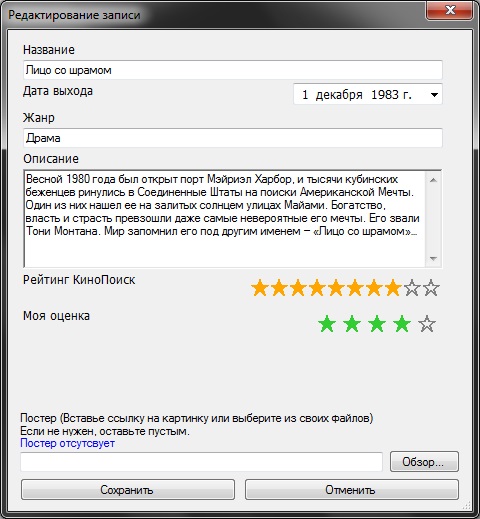 Редактирование записи
Название
Лицо со шрамом
Дата выхода
1 декабря 1983 г.
Жанр
Драма
Описание
Весной 1980 года был открыт порт Мэйриэл Харбор, и тысячи кубинских
беженцев ринулись в Соединенные Штаты на поиски Американской Мечты.
Один из них нашел ее на залитых солнцем улицах Майами. Богатство,
власть и страсть превзошли даже самые невероятные его мечты. Его звали
Тони Монтана. Мир запомнил его под другим именем – «Лицо со шрамом»...
Рейтинг КиноПоиск
Моя оценка
Постер (Вставье ссылку на картинку или выберите из своих файлов)
Если не нужен, оставьте пустым.
Постер отсутсвует
Обзор...
Сохранить
Отменить